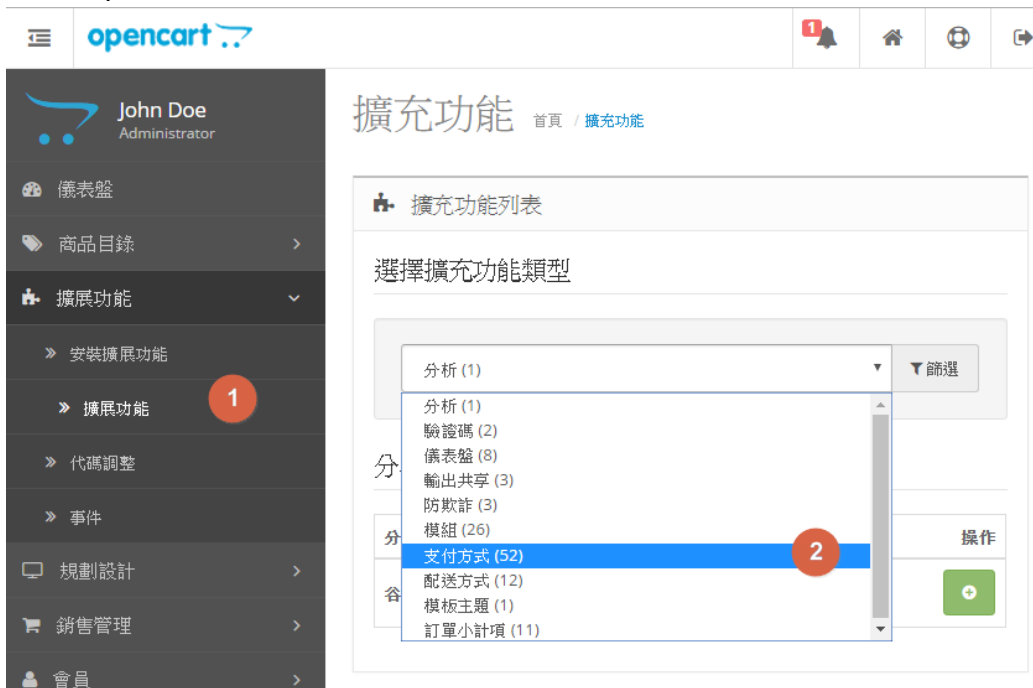 opencart
1
John Doe
Administrator
儀表盤
商品目錄
擴展功能
安裝擴展功能
擴展功能
1
代碼調整
事件
規劃設計
銷售管理
會員
擴充功能
首頁 / 擴充功能
擴充功能列表
選擇擴充功能類型
分析 (1)
篩選
分析 (1)
驗證碼 (2)
儀表盤 (8)
輸出共享 (3)
防欺詐 (3)
模組 (26)
支付方式 (52)
2
配送方式 (12)
模板主題 (1)
訂單小計項 (11)
分
分
操作
谷